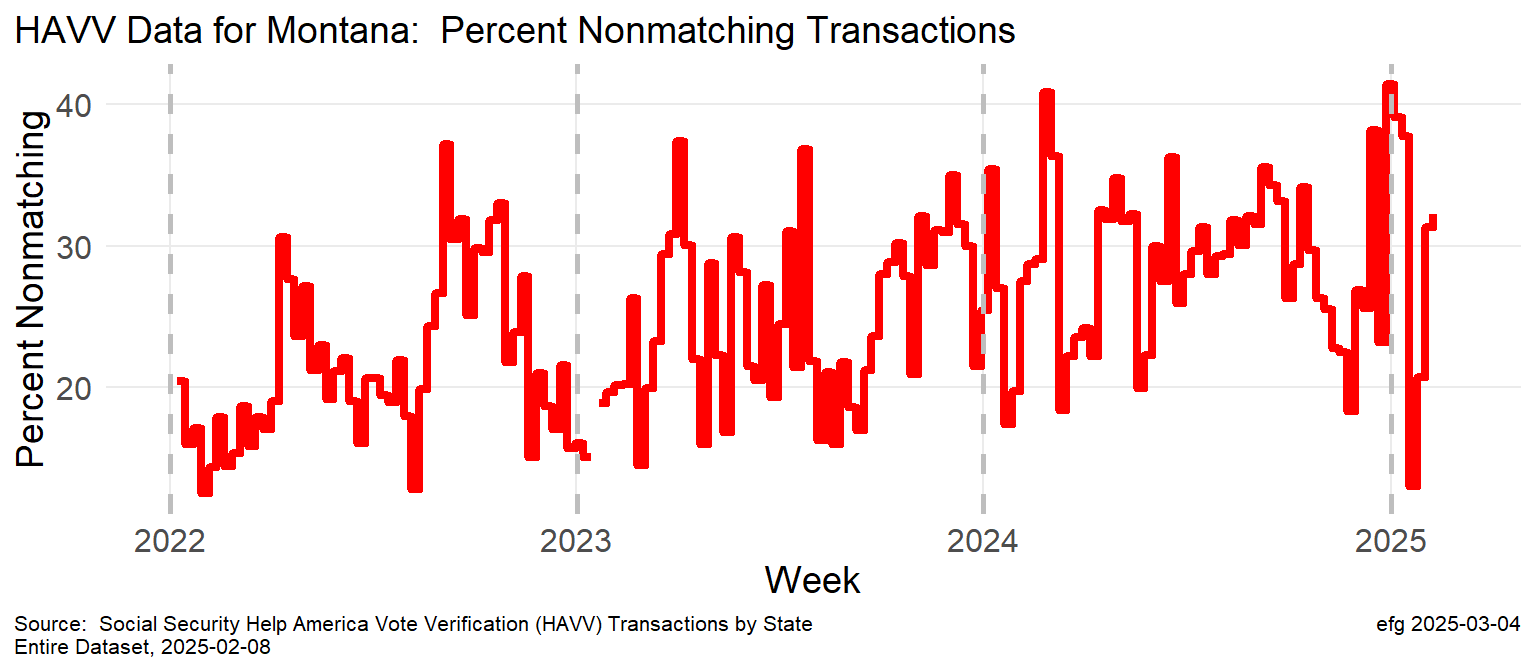 HAVV Data for Montana:  Percent Nonmatching Transactions
Percent Nonmatching
40
30
20
2022
2023
2024
2025
Week
Source:  Social Security Help America Vote Verification (HAVV) Transactions by State
Entire Dataset, 2025-02-08
efg 2025-03-04